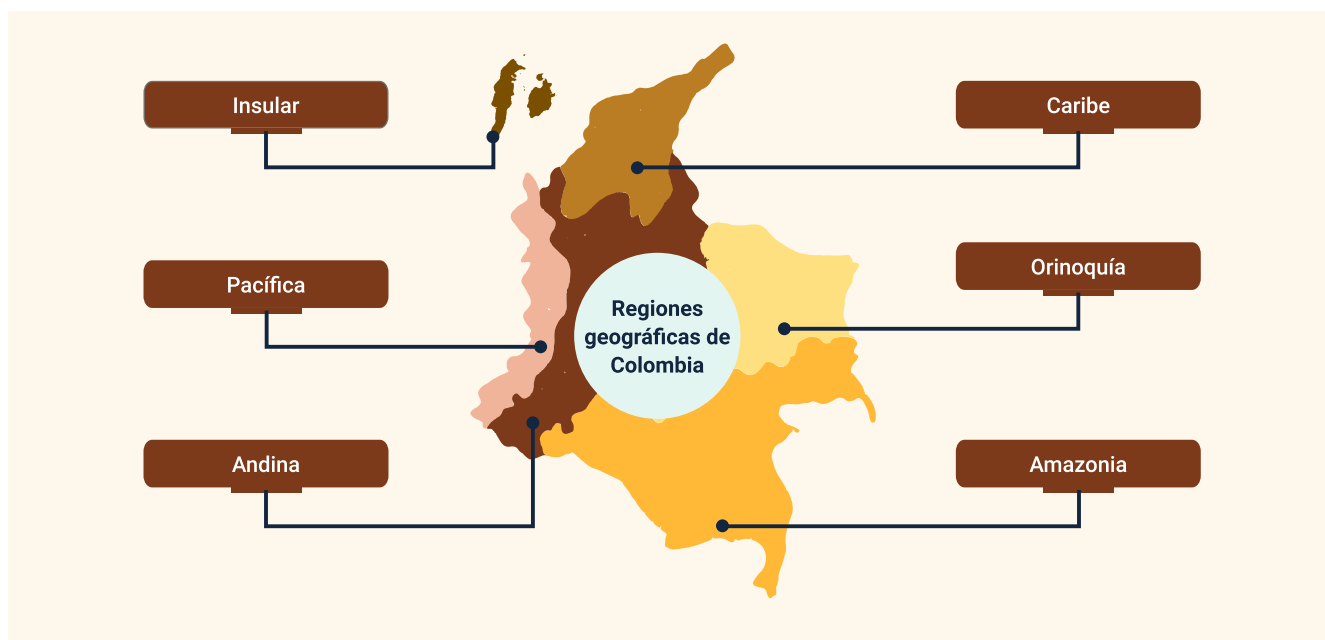 Insular
Caribe
Pacífica
Orinoquía
Regiones
geográficas de
Colombia
Andina
Amazonia